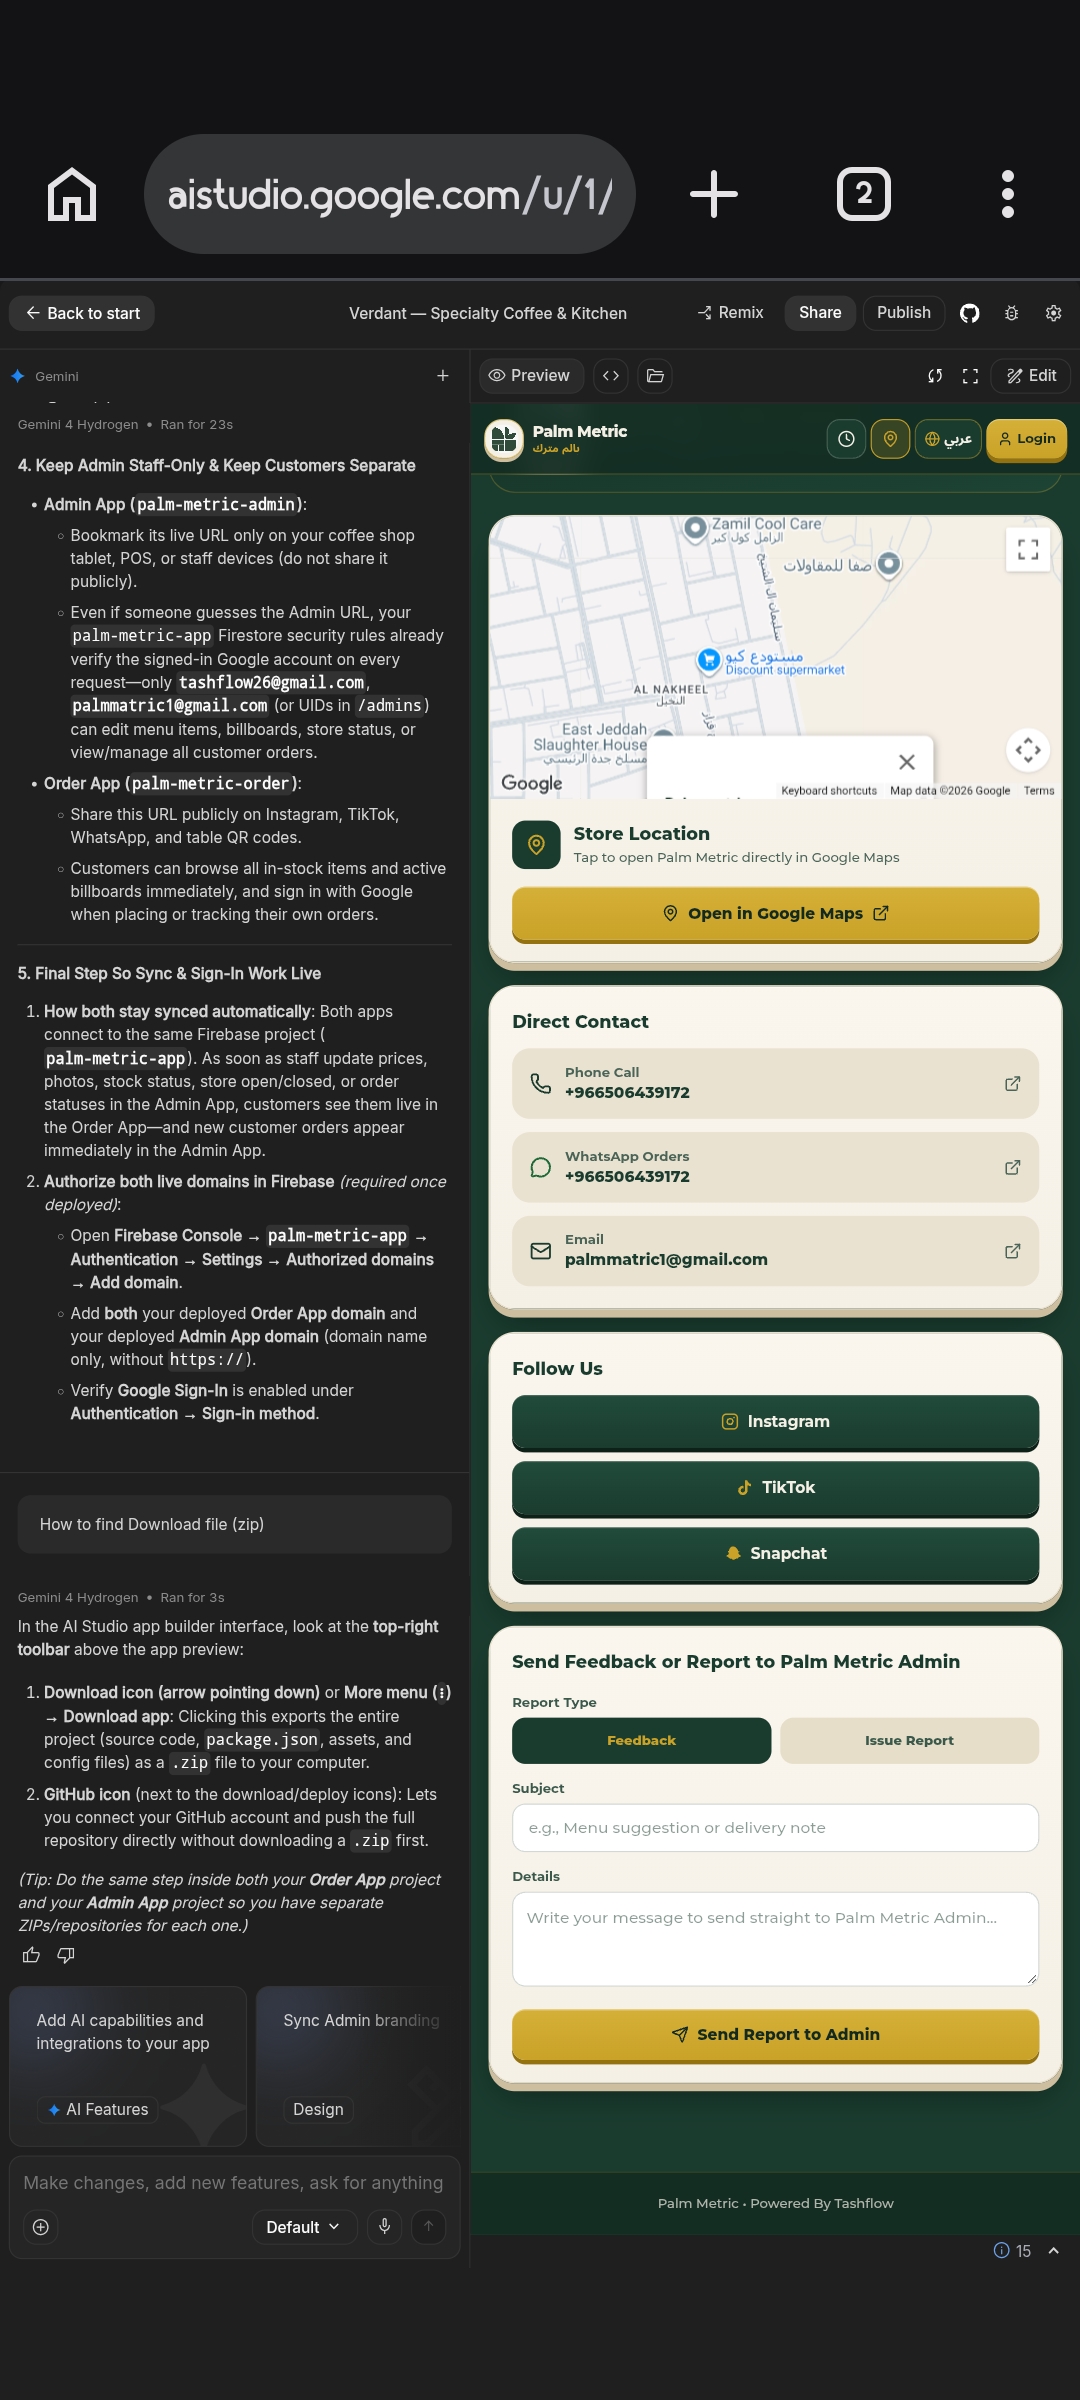 aistudio.google.com/u/1/
2
Back to start
Verdant — Specialty Coffee & Kitchen
Remix
Share
Publish
Gemini
Gemini 4 Hydrogen • Ran for 23s
4. Keep Admin Staff-Only & Keep Customers Separate
• Admin App (palm-metric-admin):
Bookmark its live URL only on your coffee shop
tablet, POS, or staff devices (do not share it
publicly).
Even if someone guesses the Admin URL, your
palm-metric-app Firestore security rules already
verify the signed-in Google account on every
request—only tashflow26@gmail.com,
palmmatric1@gmail.com (or UIDs in /admins)
can edit menu items, billboards, store status, or
view/manage all customer orders.
• Order App (palm-metric-order):
Share this URL publicly on Instagram, TikTok,
WhatsApp, and table QR codes.
Customers can browse all in-stock items and active
billboards immediately, and sign in with Google
when placing or tracking their own orders.
5. Final Step So Sync & Sign-In Work Live
1. How both stay synced automatically: Both apps
connect to the same Firebase project (
palm-metric-app). As soon as staff update prices,
photos, stock status, store open/closed, or order
statuses in the Admin App, customers see them live in
the Order App—and new customer orders appear
immediately in the Admin App.
2. Authorize both live domains in Firebase (required once
deployed):
Open Firebase Console → palm-metric-app →
Authentication → Settings → Authorized domains
→ Add domain.
Add both your deployed Order App domain and
your deployed Admin App domain (domain name
only, without https://).
Verify Google Sign-In is enabled under
Authentication → Sign-in method.
How to find Download file (zip)
Gemini 4 Hydrogen • Ran for 3s
In the AI Studio app builder interface, look at the top-right
toolbar above the app preview:
1. Download icon (arrow pointing down) or More menu (⋮)
→ Download app: Clicking this exports the entire
project (source code, package.json, assets, and
config files) as a .zip file to your computer.
2. GitHub icon (next to the download/deploy icons): Lets
you connect your GitHub account and push the full
repository directly without downloading a .zip first.
(Tip: Do the same step inside both your Order App project
and your Admin App project so you have separate
ZIPs/repositories for each one.)
Add AI capabilities and
integrations to your app
AI Features
Sync Admin branding
Design
Make changes, add new features, ask for anything
Default
Preview
Edit
Palm Metric
بالم مترك
عربي
Login
Zamil Cool Care
الزامل كول كير
صفا للمقاولات
سليمان ال الشيخ
مستودع كيو
Discount supermarket
AL NAKHEEL
النخيل
East Jeddah
Slaughter House
مسلخ جدة الرئيسي
Google
Keyboard shortcuts
Map data ©2026 Google
Terms
Store Location
Tap to open Palm Metric directly in Google Maps
Open in Google Maps
Direct Contact
Phone Call
+966506439172
WhatsApp Orders
+966506439172
Email
palmmatric1@gmail.com
Follow Us
Instagram
TikTok
Snapchat
Send Feedback or Report to Palm Metric Admin
Report Type
Feedback
Issue Report
Subject
e.g., Menu suggestion or delivery note
Details
Write your message to send straight to Palm Metric Admin...
Send Report to Admin
Palm Metric • Powered By Tashflow
15